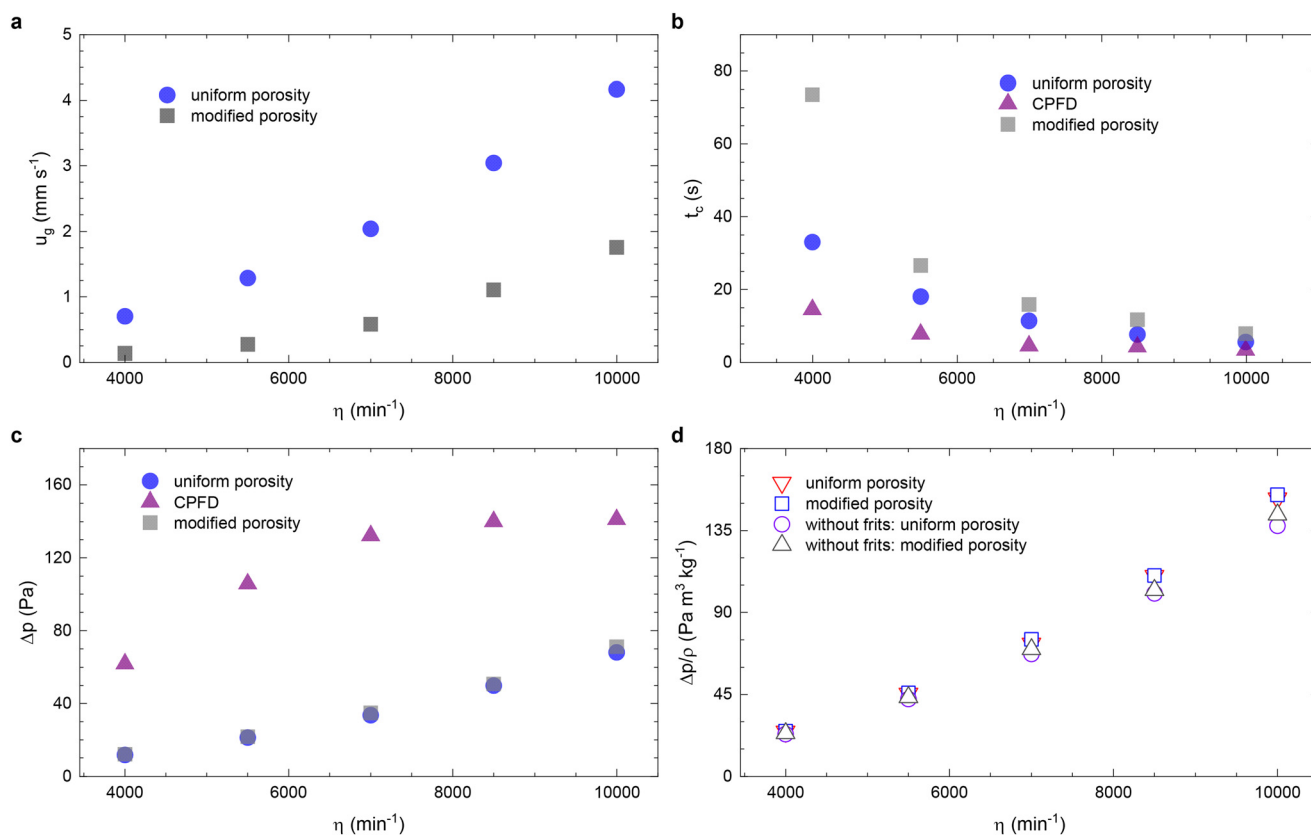 a
5
4
3
2
1
0
u_g (mm s⁻¹)
uniform porosity
modified porosity
4000 6000 8000 10000
η (min⁻¹)
b
80
60
40
20
0
t_c (s)
uniform porosity
CPFD
modified porosity
4000 6000 8000 10000
η (min⁻¹)
c
160
120
80
40
0
Δp (Pa)
uniform porosity
CPFD
modified porosity
4000 6000 8000 10000
η (min⁻¹)
d
180
135
90
45
0
Δp/ρ (Pa m³ kg⁻¹)
uniform porosity
modified porosity
without frits: uniform porosity
without frits: modified porosity
4000 6000 8000 10000
η (min⁻¹)